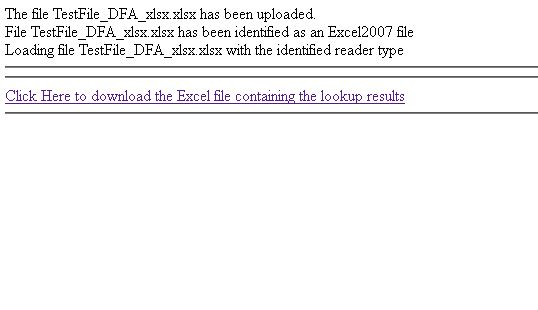 The file TestFile_DFA_xlsx.xlsx has been uploaded.
File TestFile_DFA_xlsx.xlsx has been identified as an Excel2007 file
Loading file TestFile_DFA_xlsx.xlsx with the identified reader type
Click Here to download the Excel file containing the lookup results